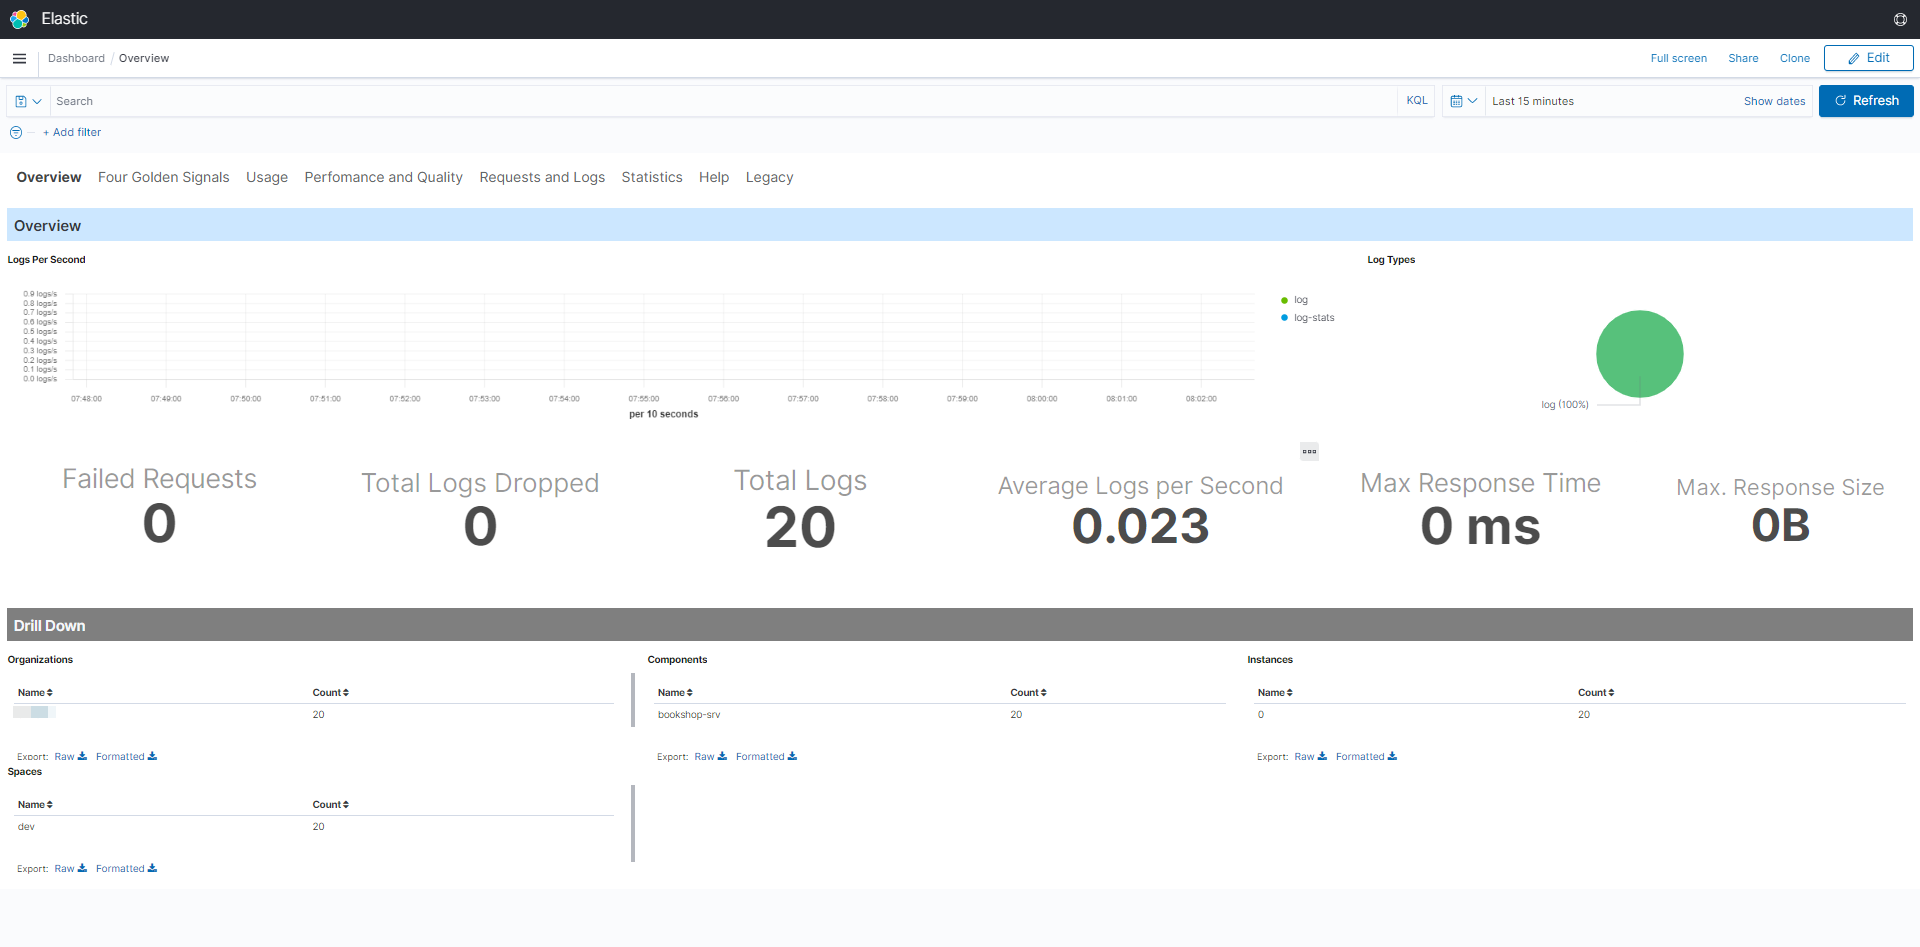 Elastic
Dashboard / Overview
Full screen Share Clone Edit
Search KQL Last 15 minutes Show dates Refresh
+ Add filter
Overview Four Golden Signals Usage Perfomance and Quality Requests and Logs Statistics Help Legacy
Overview
Logs Per Second
0.9 logs/s
0.8 logs/s
0.7 logs/s
0.6 logs/s
0.5 logs/s
0.4 logs/s
0.3 logs/s
0.2 logs/s
0.1 logs/s
0.0 logs/s
07:48:00 07:49:00 07:50:00 07:51:00 07:52:00 07:53:00 07:54:00 07:55:00 07:56:00 07:57:00 07:58:00 07:59:00 08:00:00 08:01:00 08:02:00
per 10 seconds
log
log-stats
Log Types
log (100%)
Failed Requests
0
Total Logs Dropped
0
Total Logs
20
Average Logs per Second
0.023
Max Response Time
0 ms
Max. Response Size
0B
Drill Down
Organizations
Name Count
20
Export: Raw Formatted
Components
Name Count
bookshop-srv 20
Export: Raw Formatted
Instances
Name Count
0 20
Export: Raw Formatted
Spaces
Name Count
dev 20
Export: Raw Formatted